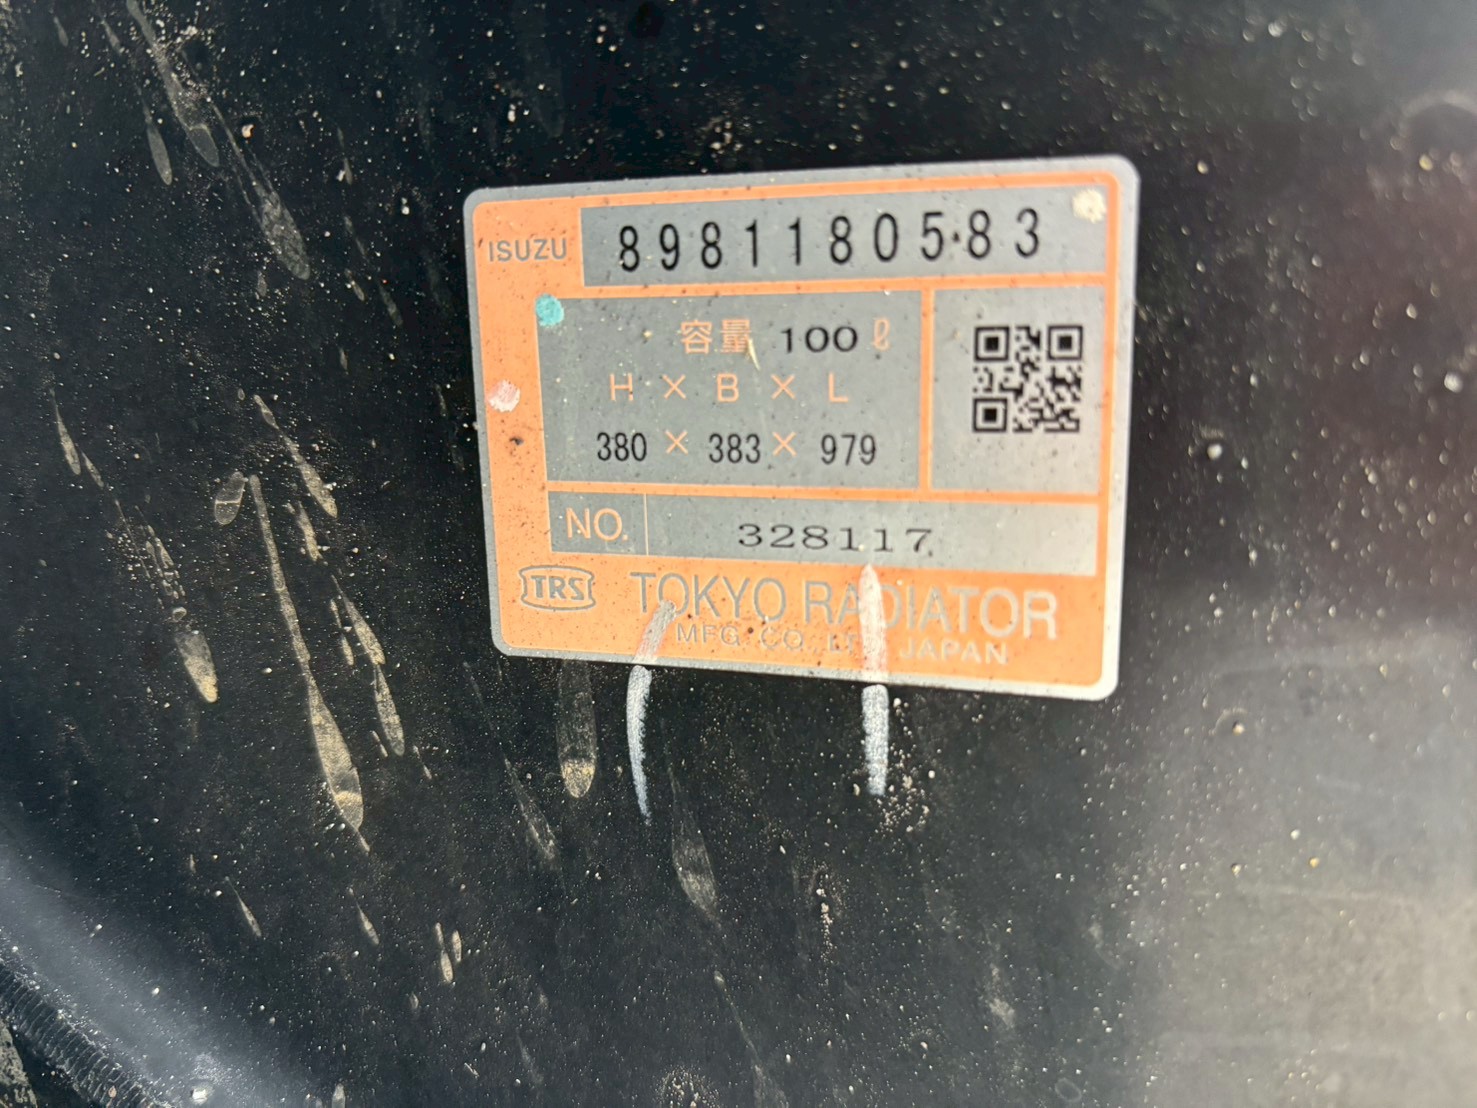 ISUZU 8981180583
容量 100ℓ
H × B × L
380 × 383 × 979
NO. 328117
TRS TOKYO RADIATOR
MFG. CO. LTD. JAPAN